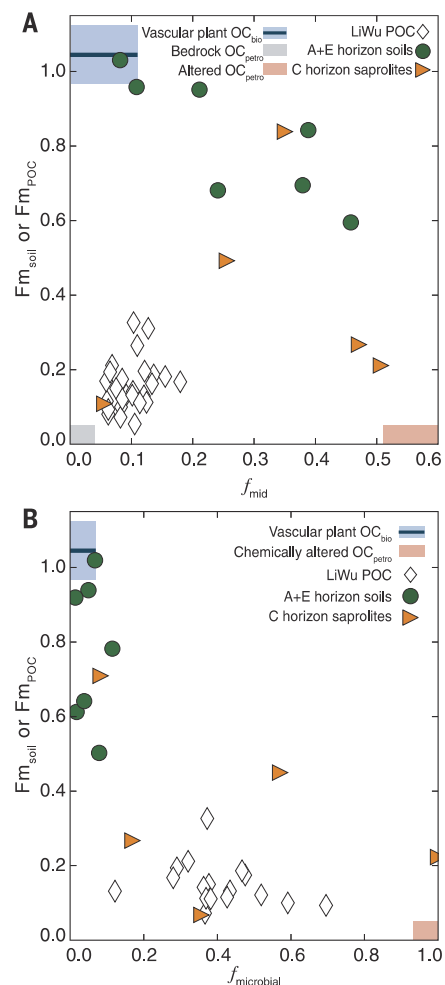 A
Vascular plant OCbio
LiWu POC
Bedrock OCpetro
A+E horizon soils
Altered OCpetro
C horizon saprolites
1.0
0.8
0.6
0.4
0.2
0.0
Fmsoil or FmPOC
0.0 0.1 0.2 0.3 0.4 0.5 0.6
fmid
B
Vascular plant OCbio
Chemically altered OCpetro
LiWu POC
A+E horizon soils
C horizon saprolites
1.0
0.8
0.6
0.4
0.2
0.0
Fmsoil or FmPOC
0.0 0.2 0.4 0.6 0.8 1.0
fmicrobial